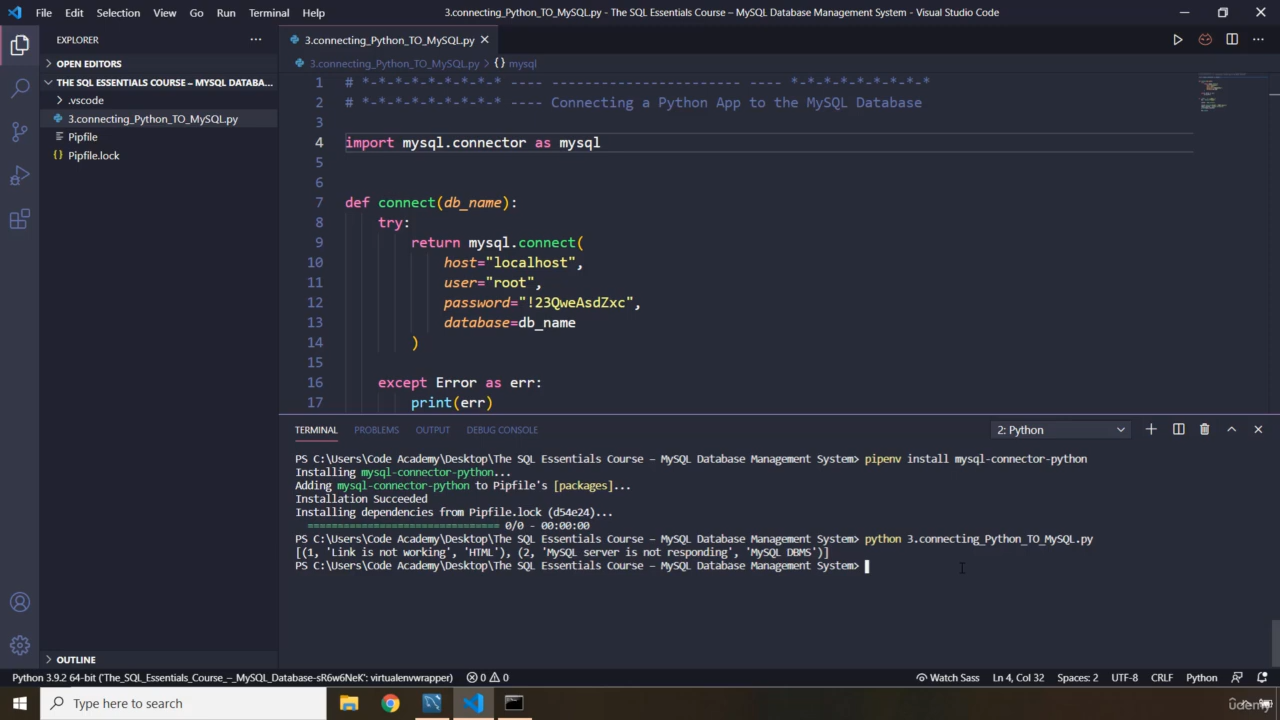 File Edit Selection View Go Run Terminal Help 3.connecting_Python_TO_MySQL.py - The SQL Essentials Course – MySQL Database Management System - Visual Studio Code
EXPLORER
3.connecting_Python_TO_MySQL.py
OPEN EDITORS
3.connecting_Python_TO_MySQL.py > {} mysql
THE SQL ESSENTIALS COURSE – MYSQL DATABA...
.vscode
3.connecting_Python_TO_MySQL.py
Pipfile
Pipfile.lock
1 # *-*-*-*-*-*-*-*-* ---- ----------------------- ---- *-*-*-*-*-*-*-*-*
2 # *-*-*-*-*-*-*-*-* ---- Connecting a Python App to the MySQL Database
3
4 import mysql.connector as mysql
5
6
7 def connect(db_name):
8 try:
9 return mysql.connect(
10 host="localhost",
11 user="root",
12 password="!23QweAsdZxc",
13 database=db_name
14 )
15
16 except Error as err:
17 print(err)
TERMINAL PROBLEMS OUTPUT DEBUG CONSOLE 2: Python
PS C:\Users\Code Academy\Desktop\The SQL Essentials Course – MySQL Database Management System> pipenv install mysql-connector-python
Installing mysql-connector-python...
Adding mysql-connector-python to Pipfile's [packages]...
Installation Succeeded
Installing dependencies from Pipfile.lock (d54e24)...
================================ 0/0 - 00:00:00
PS C:\Users\Code Academy\Desktop\The SQL Essentials Course – MySQL Database Management System> python 3.connecting_Python_TO_MySQL.py
[(1, 'Link is not working', 'HTML'), (2, 'MySQL server is not responding', 'MySQL DBMS')]
PS C:\Users\Code Academy\Desktop\The SQL Essentials Course – MySQL Database Management System>
OUTLINE
Python 3.9.2 64-bit ('The_SQL_Essentials_Course_-_MySQL_Database-sR6w6NeK': virtualenvwrapper) 0 0 Watch Sass Ln 4, Col 32 Spaces: 2 UTF-8 CRLF Python
Type here to search
udemy